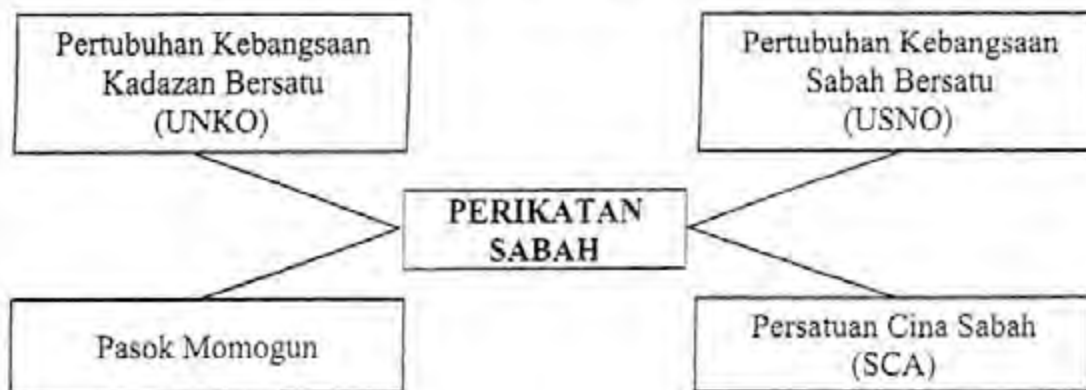 Pertubuhan Kebangsaan
Kadazan Bersatu
(UNKO)
Pertubuhan Kebangsaan
Sabah Bersatu
(USNO)
PERIKATAN
SABAH
Pasok Momogun
Persatuan Cina Sabah
(SCA)